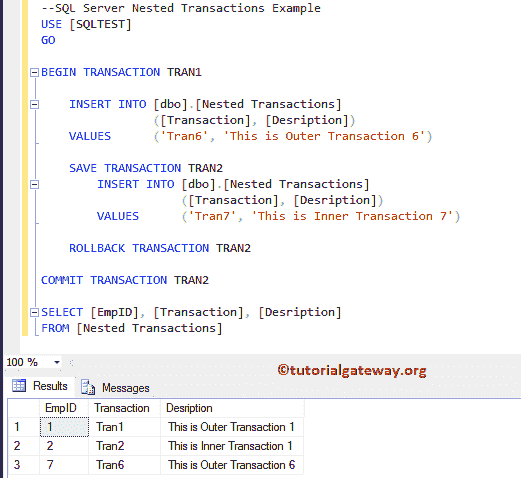 --SQL Server Nested Transactions Example
USE [SQLTEST]
GO
BEGIN TRANSACTION TRAN1
INSERT INTO [dbo].[Nested Transactions]
([Transaction], [Desription])
VALUES ('Tran6', 'This is Outer Transaction 6')
SAVE TRANSACTION TRAN2
INSERT INTO [dbo].[Nested Transactions]
([Transaction], [Desription])
VALUES ('Tran7', 'This is Inner Transaction 7')
ROLLBACK TRANSACTION TRAN2
COMMIT TRANSACTION TRAN2
SELECT [EmpID], [Transaction], [Desription]
FROM [Nested Transactions]
100 %
©tutorialgateway.org
Results Messages
EmpID Transaction Desription
1 1 Tran1 This is Outer Transaction 1
2 2 Tran2 This is Inner Transaction 1
3 7 Tran6 This is Outer Transaction 6